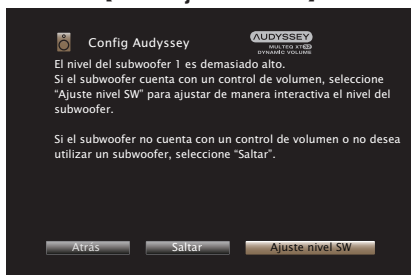 Config Audyssey
AUDYSSEY
MULTEQ XT32
DYNAMIC VOLUME
El nivel del subwoofer 1 es demasiado alto.
Si el subwoofer cuenta con un control de volumen, seleccione
“Ajuste nivel SW” para ajustar de manera interactiva el nivel del
subwoofer.
Si el subwoofer no cuenta con un control de volumen o no desea
utilizar un subwoofer, seleccione “Saltar”.
Atrás Saltar Ajuste nivel SW